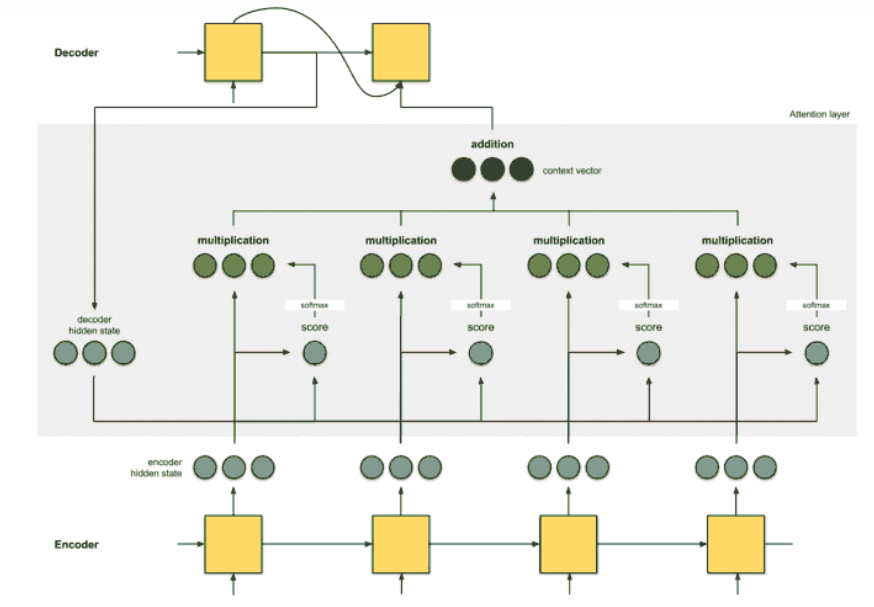 Decoder
Attention layer
addition
context vector
multiplication multiplication multiplication multiplication
softmax softmax softmax softmax
decoder
hidden state
score score score score
encoder
hidden state
Encoder